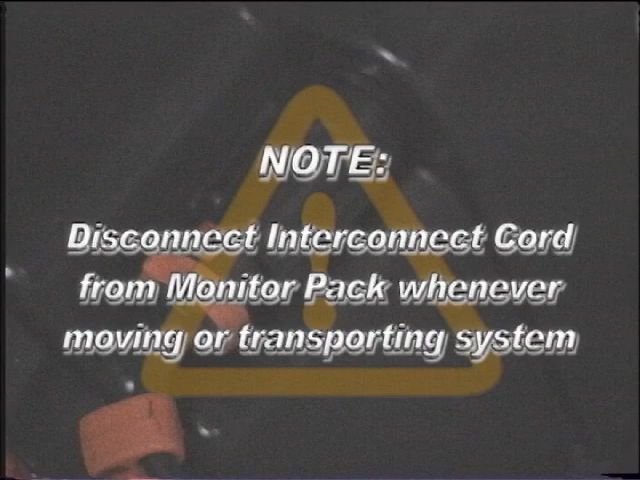 NOTE:
Disconnect Interconnect Cord
from Monitor Pack whenever
moving or transporting system